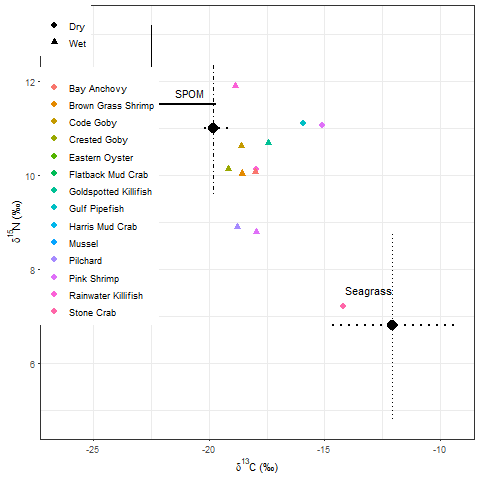 Dry
Wet
SPOM
Bay Anchovy
Brown Grass Shrimp
Code Goby
Crested Goby
Eastern Oyster
Flatback Mud Crab
Goldspotted Killifish
Gulf Pipefish
Harris Mud Crab
Mussel
Pilchard
Pink Shrimp
Rainwater Killifish
Stone Crab
Seagrass
12
10
8
6
δ15N (‰)
-25
-20
-15
-10
δ13C (‰)